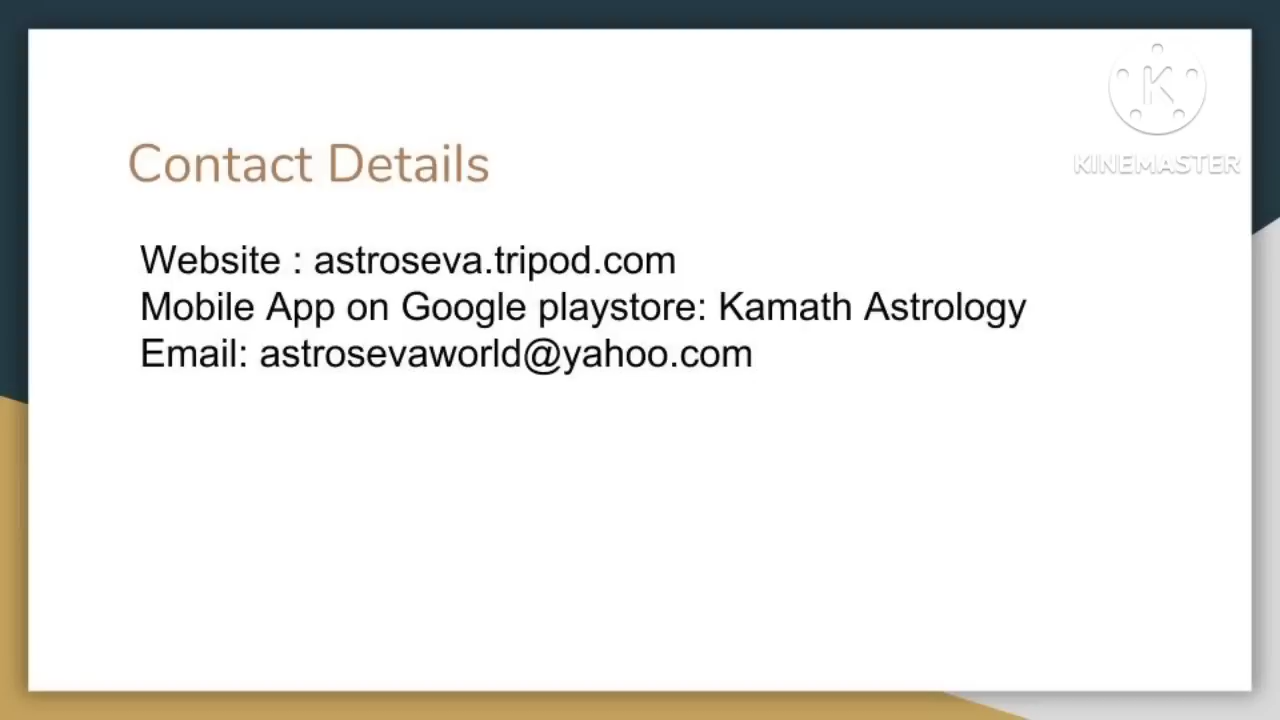 K
KINEMASTER
Contact Details
Website : astroseva.tripod.com
Mobile App on Google playstore: Kamath Astrology
Email: astrosevaworld@yahoo.com